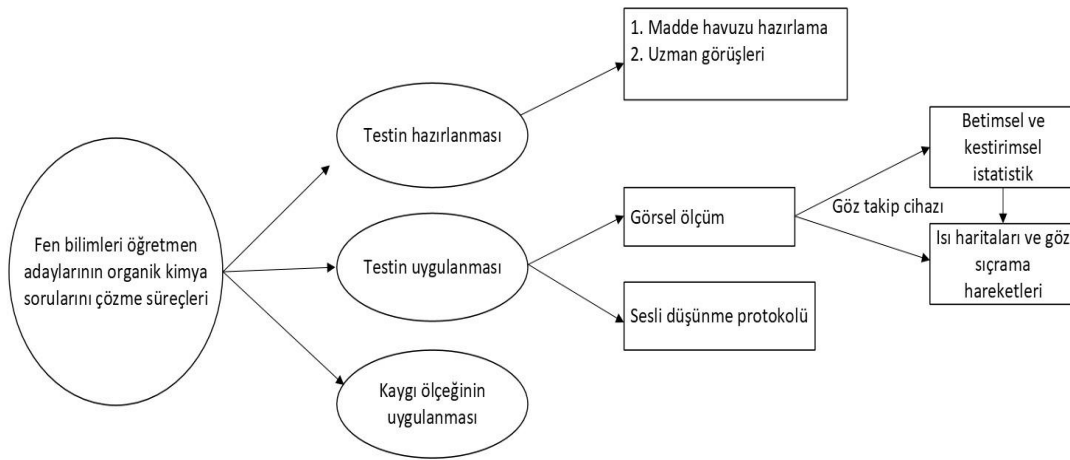 Fen bilimleri öğretmen
adaylarının organik kimya
sorularını çözme süreçleri
Testin hazırlanması
1. Madde havuzu hazırlama
2. Uzman görüşleri
Testin uygulanması
Görsel ölçüm
Göz takip cihazı
Betimsel ve
kestirimsel
istatistik
Isı haritaları ve göz
sıçrama
hareketleri
Sesli düşünme protokolü
Kaygı ölçeğinin
uygulanması